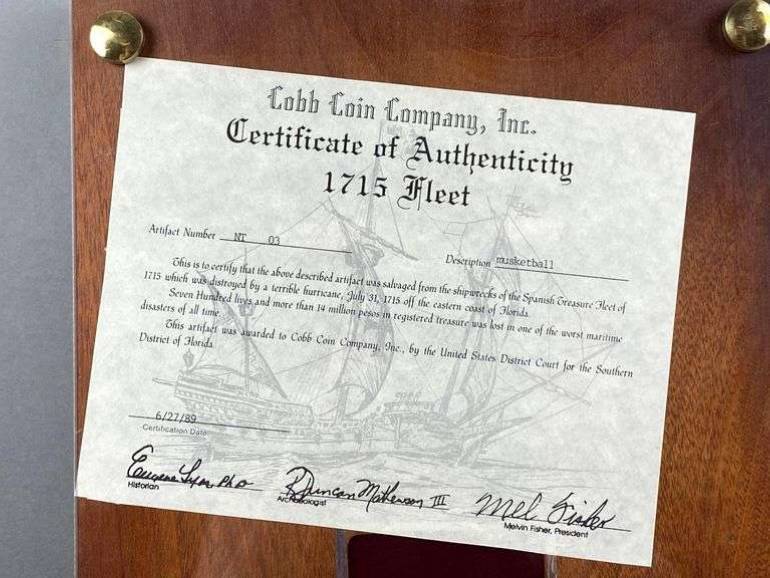 Cobb Coin Company, Inc.
Certificate of Authenticity
1715 Fleet
Artifact Number NT 03
Description musketball
This is to certify that the above described artifact was salvaged from the shipwrecks of the Spanish Treasure Fleet of
1715 which was distroyed by a terrible hurricane, July 31, 1715 off the eastern coast of Florida.
Seven Hundred lives and more than 14 million pesos in registered treasure was lost in one of the worst maritime
disasters of all time.
This artifact was awarded to Cobb Coin Company, Inc., by the United States District Court for the Southern
District of Florida
6/27/89
Certification Date
Eugene Lyon PhD
Historian
R Duncan Mathewson III
Archeologist
Mel Fisher
Melvin Fisher, President